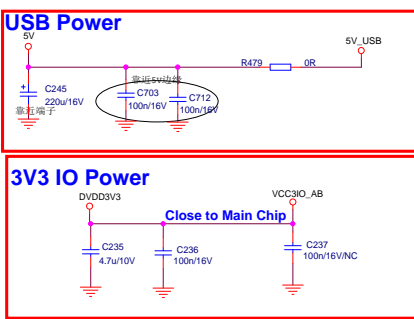 USB Power
5V
5V_USB
R479
0R
靠近5V边缘
C245
220u/16V
靠近端子
C703
100n/16V
C712
100n/16V
3V3 IO Power
DVDD3V3
VCC3IO_AB
Close to Main Chip
C235
4.7u/10V
C236
100n/16V
C237
100n/16V/NC